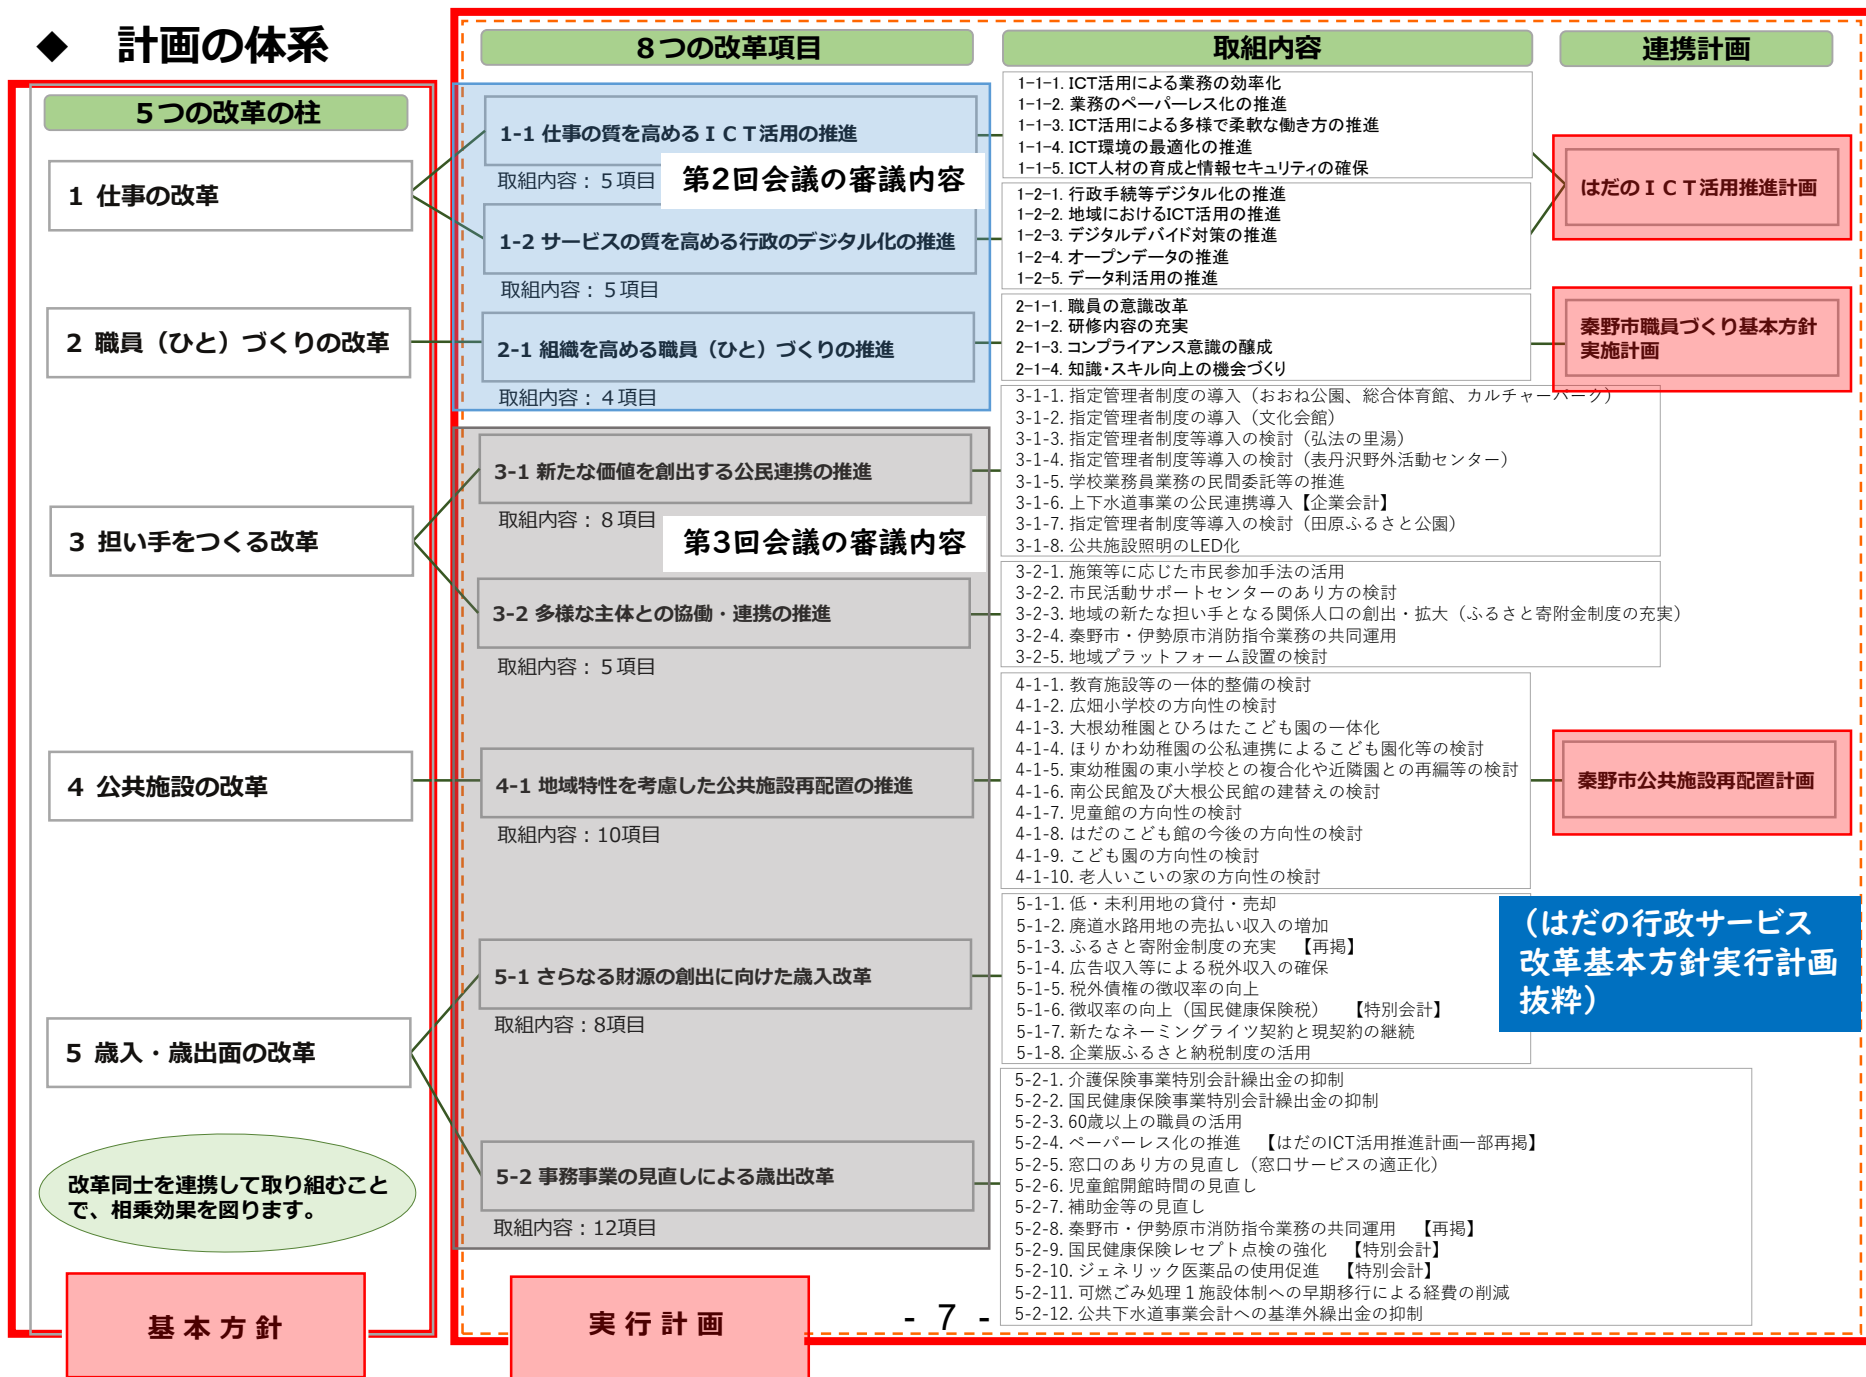 ◆ 計画の体系
5つの改革の柱
1 仕事の改革
2 職員（ひと）づくりの改革
3 担い手をつくる改革
4 公共施設の改革
5 歳入・歳出面の改革
改革同士を連携して取り組むこと
で、相乗効果を図ります。
基本方針
8つの改革項目
1-1 仕事の質を高めるＩＣＴ活用の推進
取組内容：５項目
第2回会議の審議内容
1-2 サービスの質を高める行政のデジタル化の推進
取組内容：５項目
2-1 組織を高める職員（ひと）づくりの推進
取組内容：４項目
3-1 新たな価値を創出する公民連携の推進
取組内容：８項目
第3回会議の審議内容
3-2 多様な主体との協働・連携の推進
取組内容：５項目
4-1 地域特性を考慮した公共施設再配置の推進
取組内容：10項目
5-1 さらなる財源の創出に向けた歳入改革
取組内容：8項目
5-2 事務事業の見直しによる歳出改革
取組内容：12項目
実行計画
取組内容
1-1-1. ICT活用による業務の効率化
1-1-2. 業務のペーパーレス化の推進
1-1-3. ICT活用による多様で柔軟な働き方の推進
1-1-4. ICT環境の最適化の推進
1-1-5. ICT人材の育成と情報セキュリティの確保
1-2-1. 行政手続等デジタル化の推進
1-2-2. 地域におけるICT活用の推進
1-2-3. デジタルデバイド対策の推進
1-2-4. オープンデータの推進
1-2-5. データ利活用の推進
2-1-1. 職員の意識改革
2-1-2. 研修内容の充実
2-1-3. コンプライアンス意識の醸成
2-1-4. 知識・スキル向上の機会づくり
3-1-1. 指定管理者制度の導入（おおね公園、総合体育館、カルチャーパーク）
3-1-2. 指定管理者制度の導入（文化会館）
3-1-3. 指定管理者制度等導入の検討（弘法の里湯）
3-1-4. 指定管理者制度等導入の検討（表丹沢野外活動センター）
3-1-5. 学校業務員業務の民間委託等の推進
3-1-6. 上下水道事業の公民連携導入【企業会計】
3-1-7. 指定管理者制度等導入の検討（田原ふるさと公園）
3-1-8. 公共施設照明のLED化
3-2-1. 施策等に応じた市民参加手法の活用
3-2-2. 市民活動サポートセンターのあり方の検討
3-2-3. 地域の新たな担い手となる関係人口の創出・拡大（ふるさと寄附金制度の充実）
3-2-4. 秦野市・伊勢原市消防指令業務の共同運用
3-2-5. 地域プラットフォーム設置の検討
4-1-1. 教育施設等の一体的整備の検討
4-1-2. 広畑小学校の方向性の検討
4-1-3. 大根幼稚園とひろはたこども園の一体化
4-1-4. ほりかわ幼稚園の公私連携によるこども園化等の検討
4-1-5. 東幼稚園の東小学校との複合化や近隣園との再編等の検討
4-1-6. 南公民館及び大根公民館の建替えの検討
4-1-7. 児童館の方向性の検討
4-1-8. はだのこども館の今後の方向性の検討
4-1-9. こども園の方向性の検討
4-1-10. 老人いこいの家の方向性の検討
5-1-1. 低・未利用地の貸付・売却
5-1-2. 廃道水路用地の売払い収入の増加
5-1-3. ふるさと寄附金制度の充実　【再掲】
5-1-4. 広告収入等による税外収入の確保
5-1-5. 税外債権の徴収率の向上
5-1-6. 徴収率の向上（国民健康保険税）　【特別会計】
5-1-7. 新たなネーミングライツ契約と現契約の継続
5-1-8. 企業版ふるさと納税制度の活用
5-2-1. 介護保険事業特別会計繰出金の抑制
5-2-2. 国民健康保険事業特別会計繰出金の抑制
5-2-3. 60歳以上の職員の活用
5-2-4. ペーパーレス化の推進　【はだのICT活用推進計画一部再掲】
5-2-5. 窓口のあり方の見直し（窓口サービスの適正化）
5-2-6. 児童館開館時間の見直し
5-2-7. 補助金等の見直し
5-2-8. 秦野市・伊勢原市消防指令業務の共同運用　【再掲】
5-2-9. 国民健康保険レセプト点検の強化　【特別会計】
5-2-10. ジェネリック医薬品の使用促進　【特別会計】
5-2-11. 可燃ごみ処理１施設体制への早期移行による経費の削減
5-2-12. 公共下水道事業会計への基準外繰出金の抑制
連携計画
はだのＩＣＴ活用推進計画
秦野市職員づくり基本方針
実施計画
秦野市公共施設再配置計画
（はだの行政サービス
改革基本方針実行計画
抜粋）
- 7 -